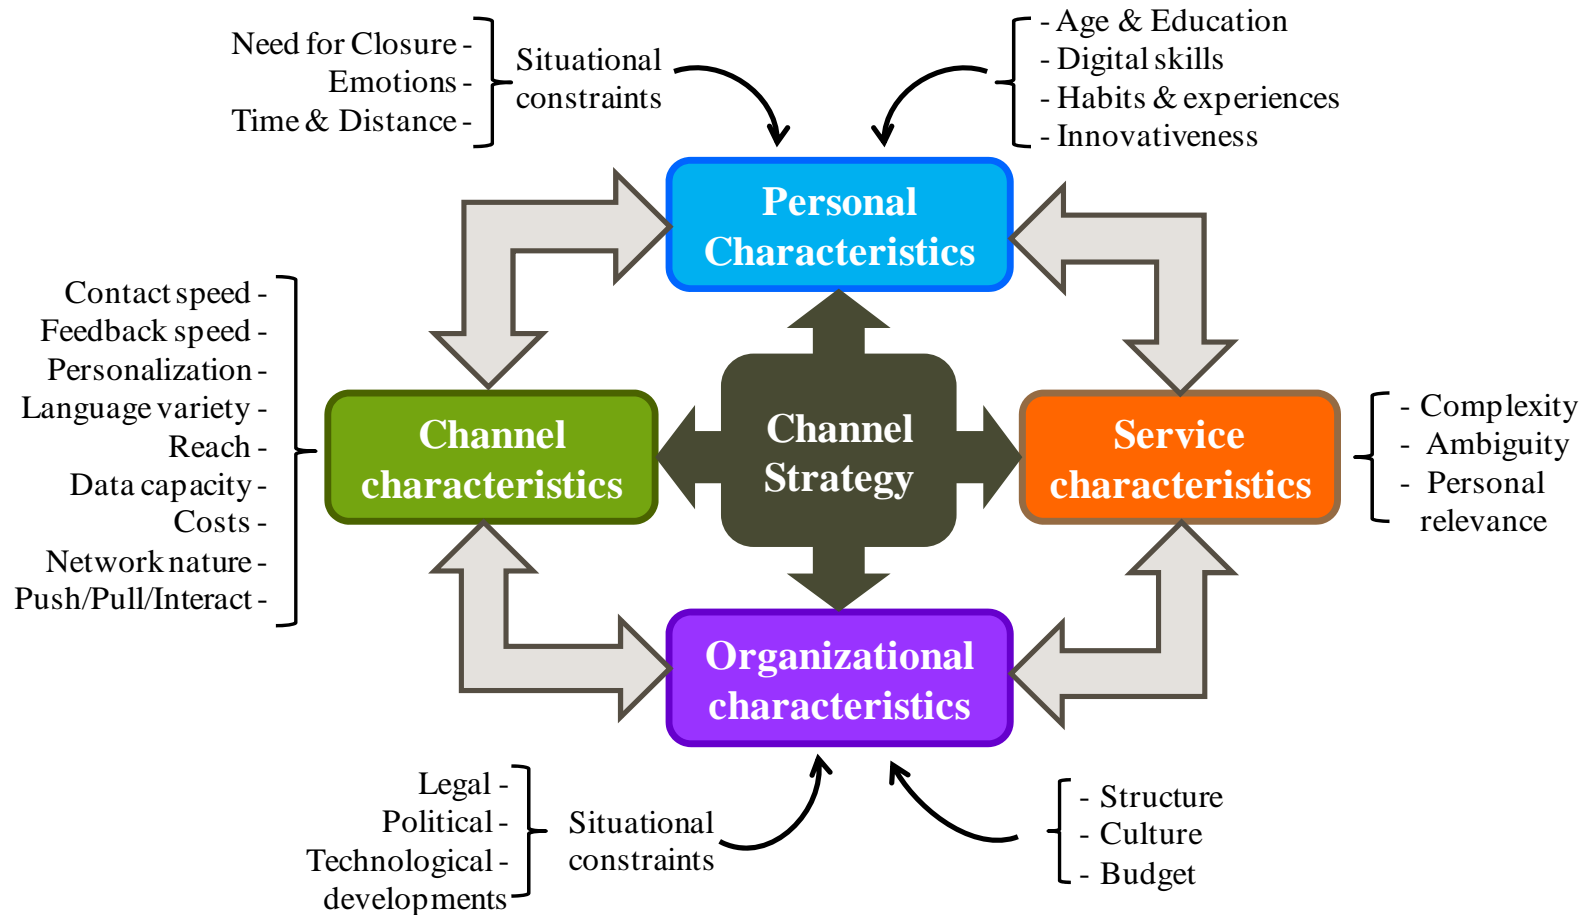 Need for Closure -
Emotions -
Time & Distance -
Situational
constraints
- Age & Education
- Digital skills
- Habits & experiences
- Innovativeness
Personal
Characteristics
Contact speed -
Feedback speed -
Personalization -
Language variety -
Reach -
Data capacity -
Costs -
Network nature -
Push/Pull/Interact -
Channel
characteristics
Channel
Strategy
Service
characteristics
- Complexity
- Ambiguity
- Personal
relevance
Organizational
characteristics
Legal -
Political -
Technological -
developments
Situational
constraints
- Structure
- Culture
- Budget